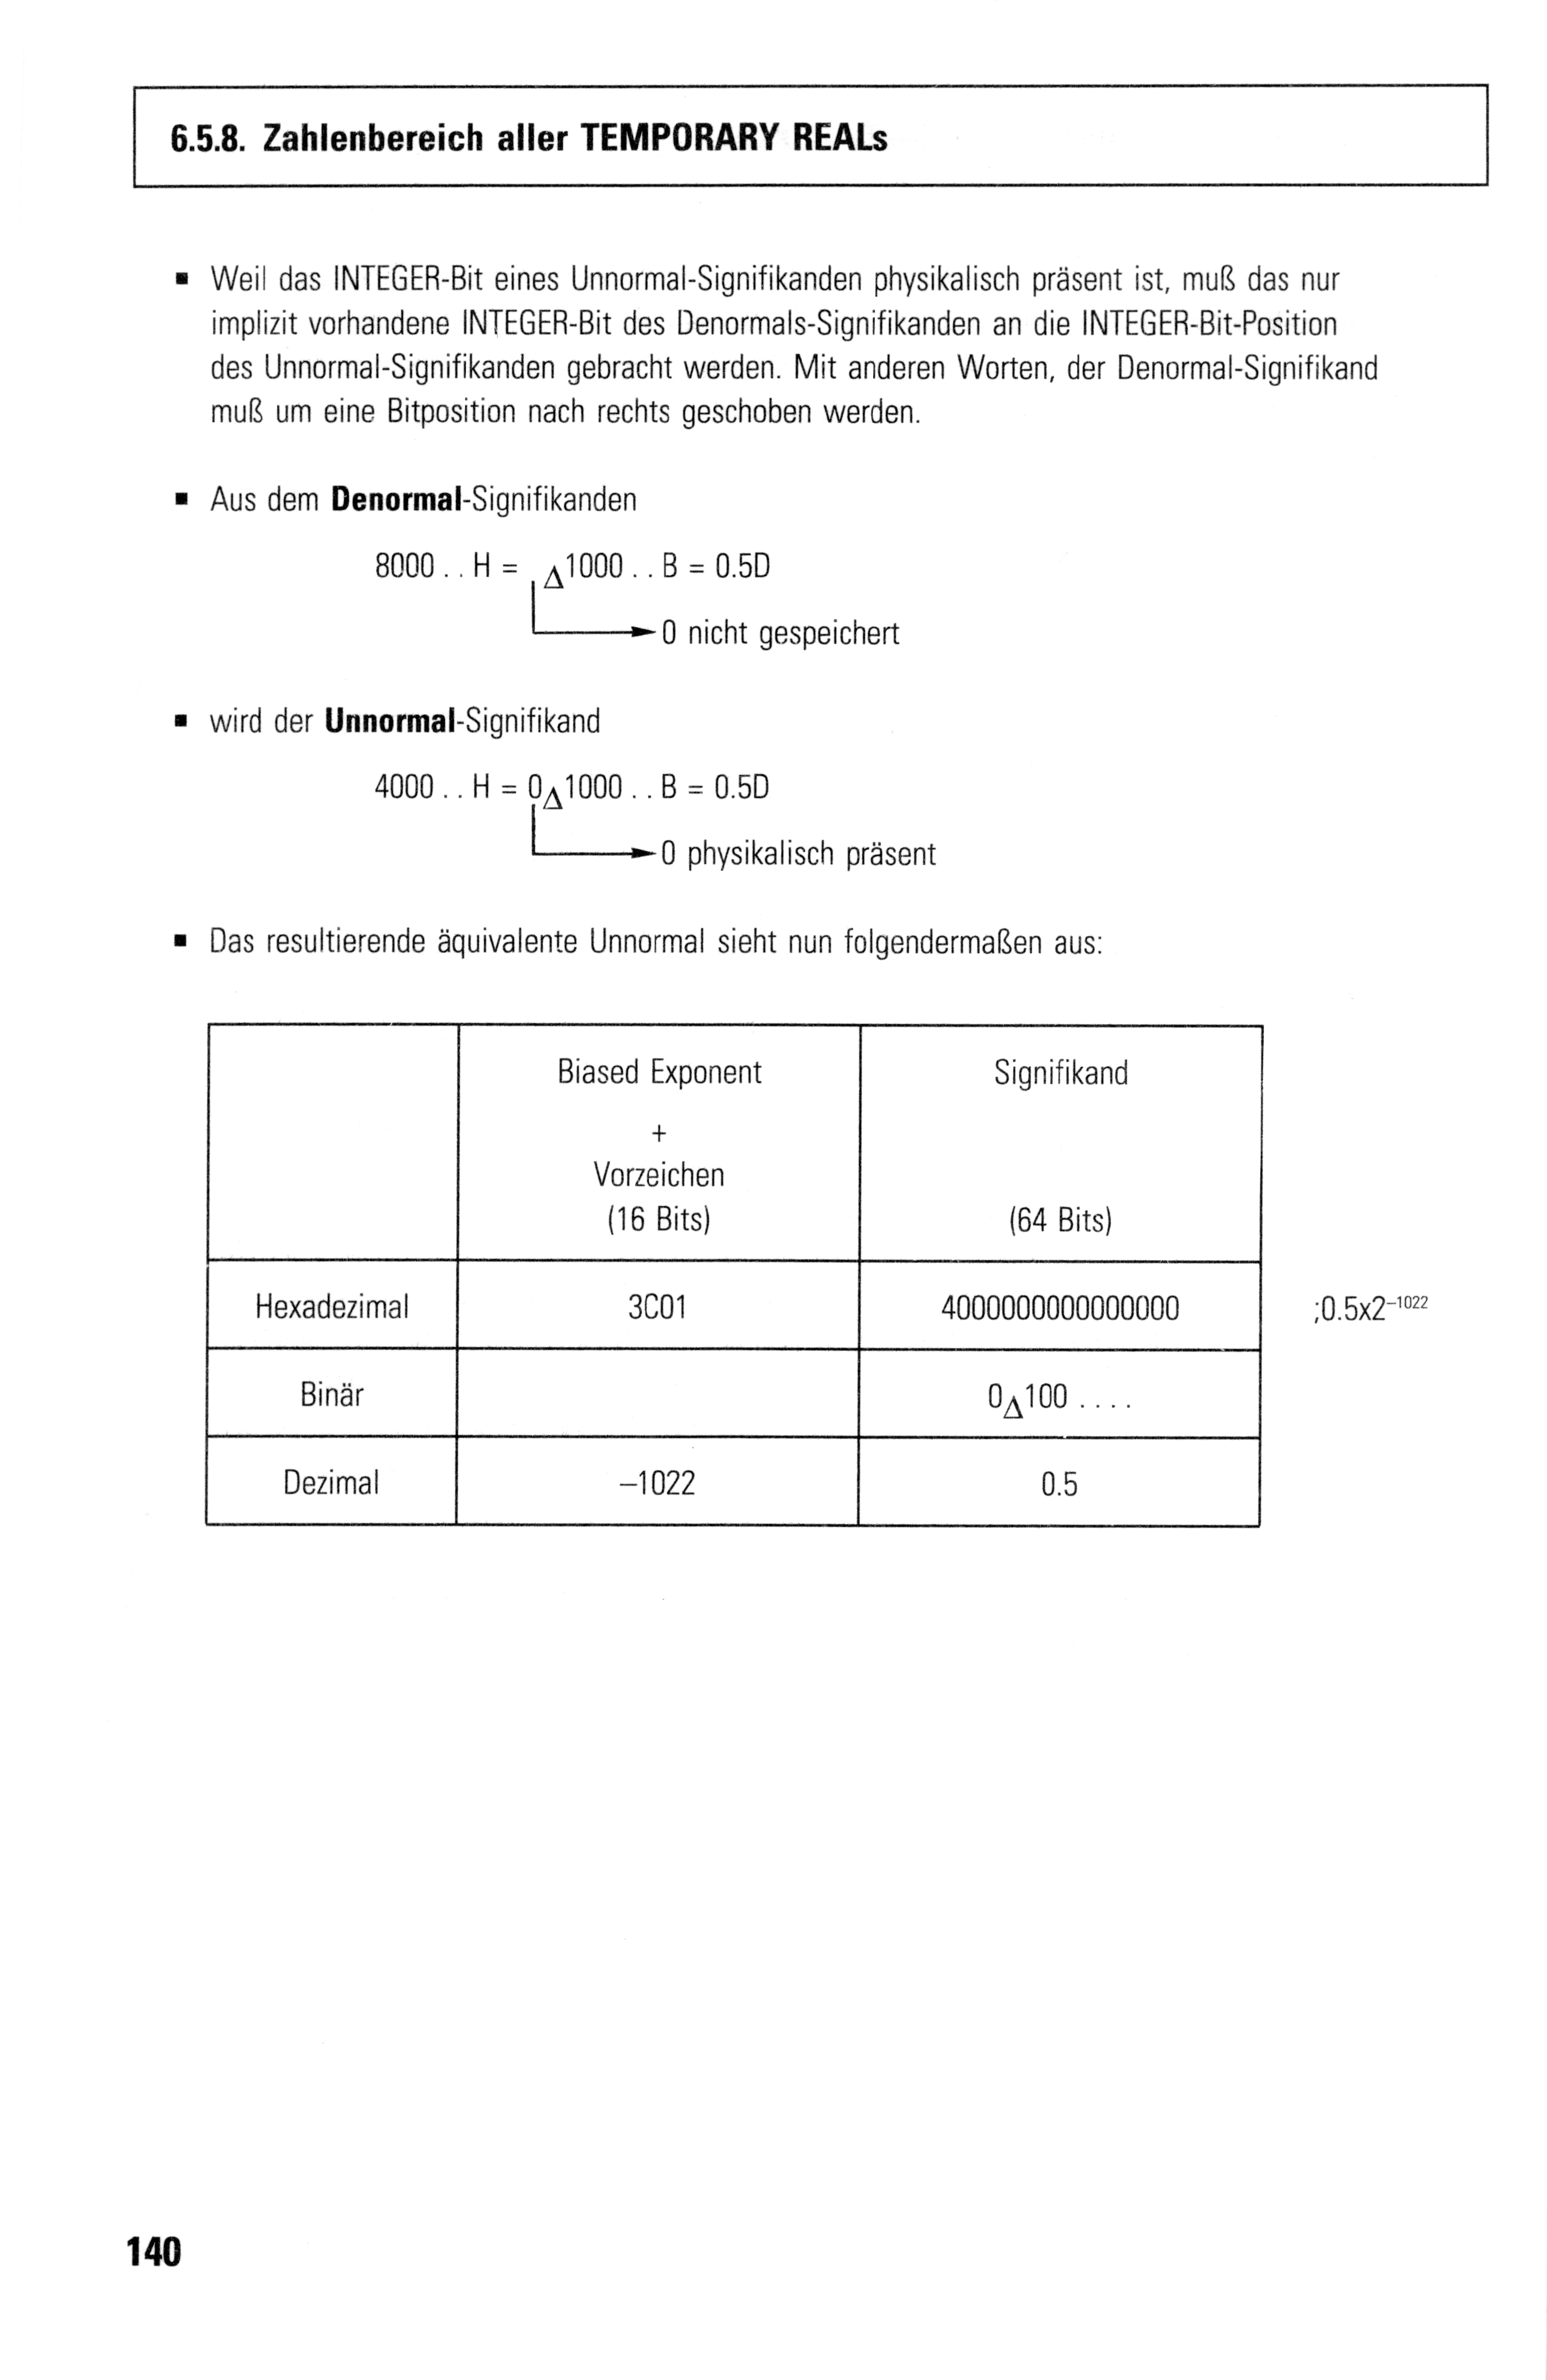 6.5.8. Zahlenbereich aller TEMPORARY REALs
▪ Weil das INTEGER-Bit eines Unnormal-Signifikanden physikalisch präsent ist, muß das nur
implizit vorhandene INTEGER-Bit des Denormals-Signifikanden an die INTEGER-Bit-Position
des Unnormal-Signifikanden gebracht werden. Mit anderen Worten, der Denormal-Signifikand
muß um eine Bitposition nach rechts geschoben werden.
▪ Aus dem Denormal-Signifikanden
8000 . . H = △1000 . . B = 0.5D
0 nicht gespeichert
▪ wird der Unnormal-Signifikand
4000 . . H = 0△1000 . . B = 0.5D
0 physikalisch präsent
▪ Das resultierende äquivalente Unnormal sieht nun folgendermaßen aus:
Biased Exponent Signifikand
+
Vorzeichen
(16 Bits) (64 Bits)
Hexadezimal 3C01 4000000000000000 ;0.5x2⁻¹⁰²²
Binär 0△100 . . . .
Dezimal –1022 0.5
140